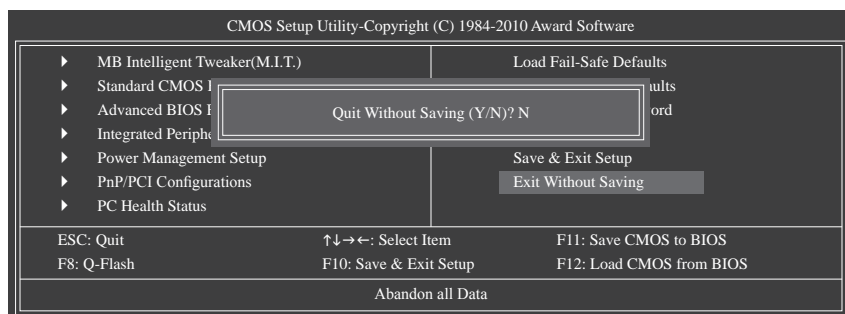 CMOS Setup Utility-Copyright (C) 1984-2010 Award Software
MB Intelligent Tweaker(M.I.T.)
Standard CMOS
Advanced BIOS
Integrated
Power Management Setup
PnP/PCI Configurations
PC Health Status
Load Fail-Safe Defaults
Quit Without Saving (Y/N)? N
Save & Exit Setup
Exit Without Saving
ESC: Quit ↑↓→←: Select Item F11: Save CMOS to BIOS
F8: Q-Flash F10: Save & Exit Setup F12: Load CMOS from BIOS
Abandon all Data